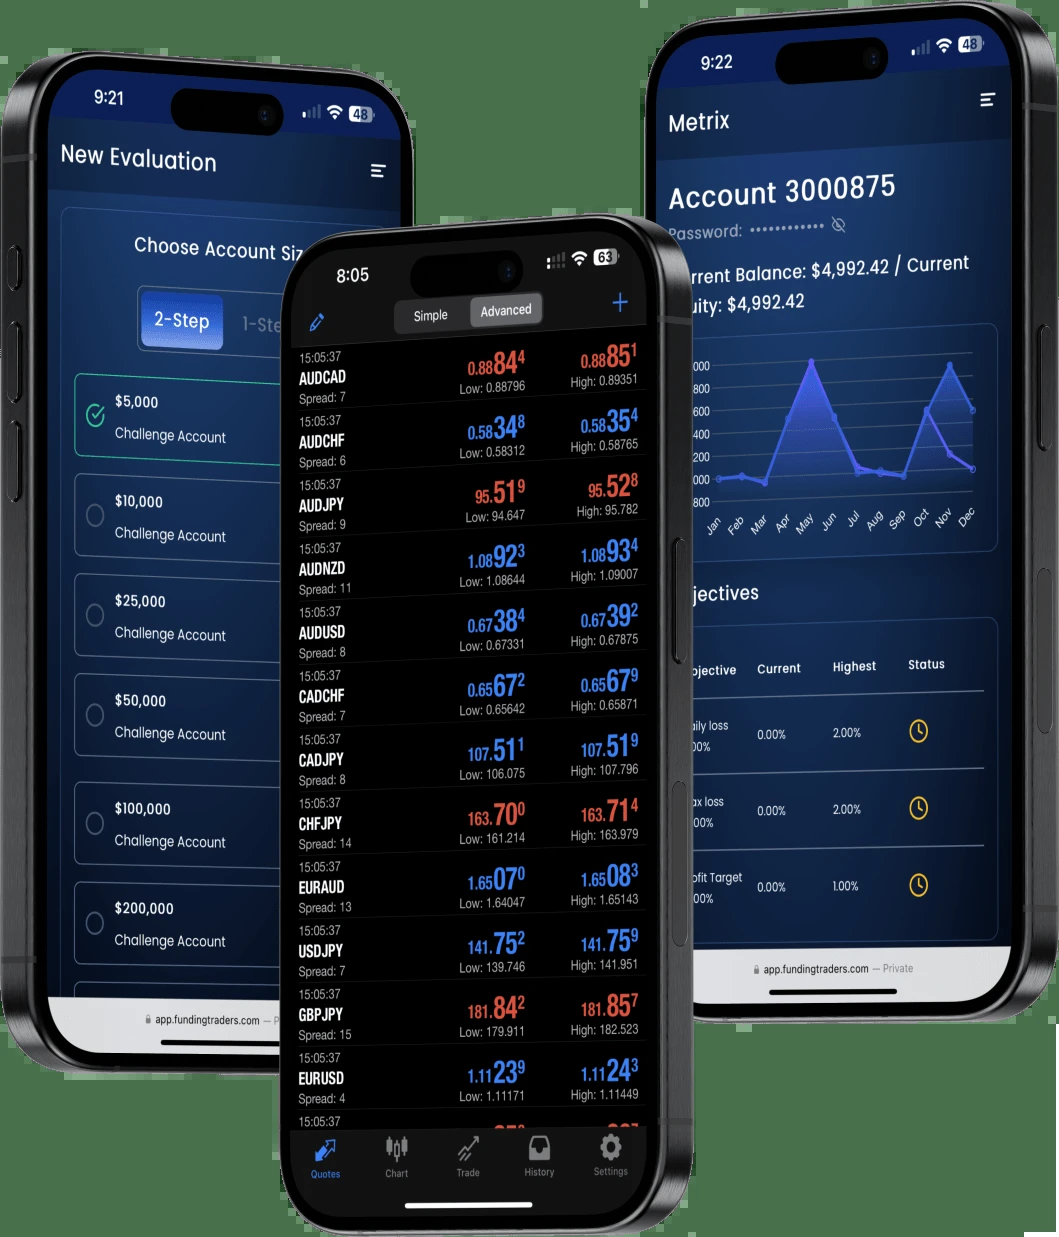 9:21
48
New Evaluation
Choose Account
2-Step
$5,000
Challenge Account
$10,000
Challenge Account
$25,000
Challenge Account
$50,000
Challenge Account
$100,000
Challenge Account
$200,000
Challenge Account
app.fundingtraders.com
8:05
63
Simple Advanced
15:05:37
AUDCAD 0.88844 0.88851
Spread: 7 Low: 0.88796 High: 0.89351
15:05:37
AUDCHF 0.58348 0.58354
Spread: 6 Low: 0.58312 High: 0.58765
15:05:37
AUDJPY 95.519 95.528
Spread: 9 Low: 94.647 High: 95.782
15:05:37
AUDNZD 1.08923 1.08934
Spread: 11 Low: 1.08644 High: 1.09007
15:05:37
AUDUSD 0.67384 0.67392
Spread: 8 Low: 0.67331 High: 0.67875
15:05:37
CADCHF 0.65672 0.65679
Spread: 7 Low: 0.65642 High: 0.65871
15:05:37
CADJPY 107.511 107.519
Spread: 8 Low: 106.075 High: 107.796
15:05:37
CHFJPY 163.700 163.714
Spread: 14 Low: 161.214 High: 163.979
15:05:37
EURAUD 1.65070 1.65083
Spread: 13 Low: 1.64047 High: 1.65143
15:05:37
USDJPY 141.752 141.759
Spread: 7 Low: 139.746 High: 141.951
15:05:37
GBPJPY 181.842 181.857
Spread: 15 Low: 179.911 High: 182.523
15:05:37
EURUSD 1.11239 1.11243
Spread: 4 Low: 1.11171 High: 1.11449
15:05:37
Quotes Chart Trade History Settings
9:22
48
Metrix
Account 3000875
Password: ••••••••••••
Balance: $4,992.42 / Current
$4,992.42
000
800
600
400
200
000
800
Jan Feb Mar Apr May Jun Jul Aug Sep Oct Nov Dec
jectives
jective Current Highest Status
loss 0.00% 2.00%
00%
loss 0.00% 2.00%
00%
Target 0.00% 1.00%
00%
app.fundingtraders.com — Private